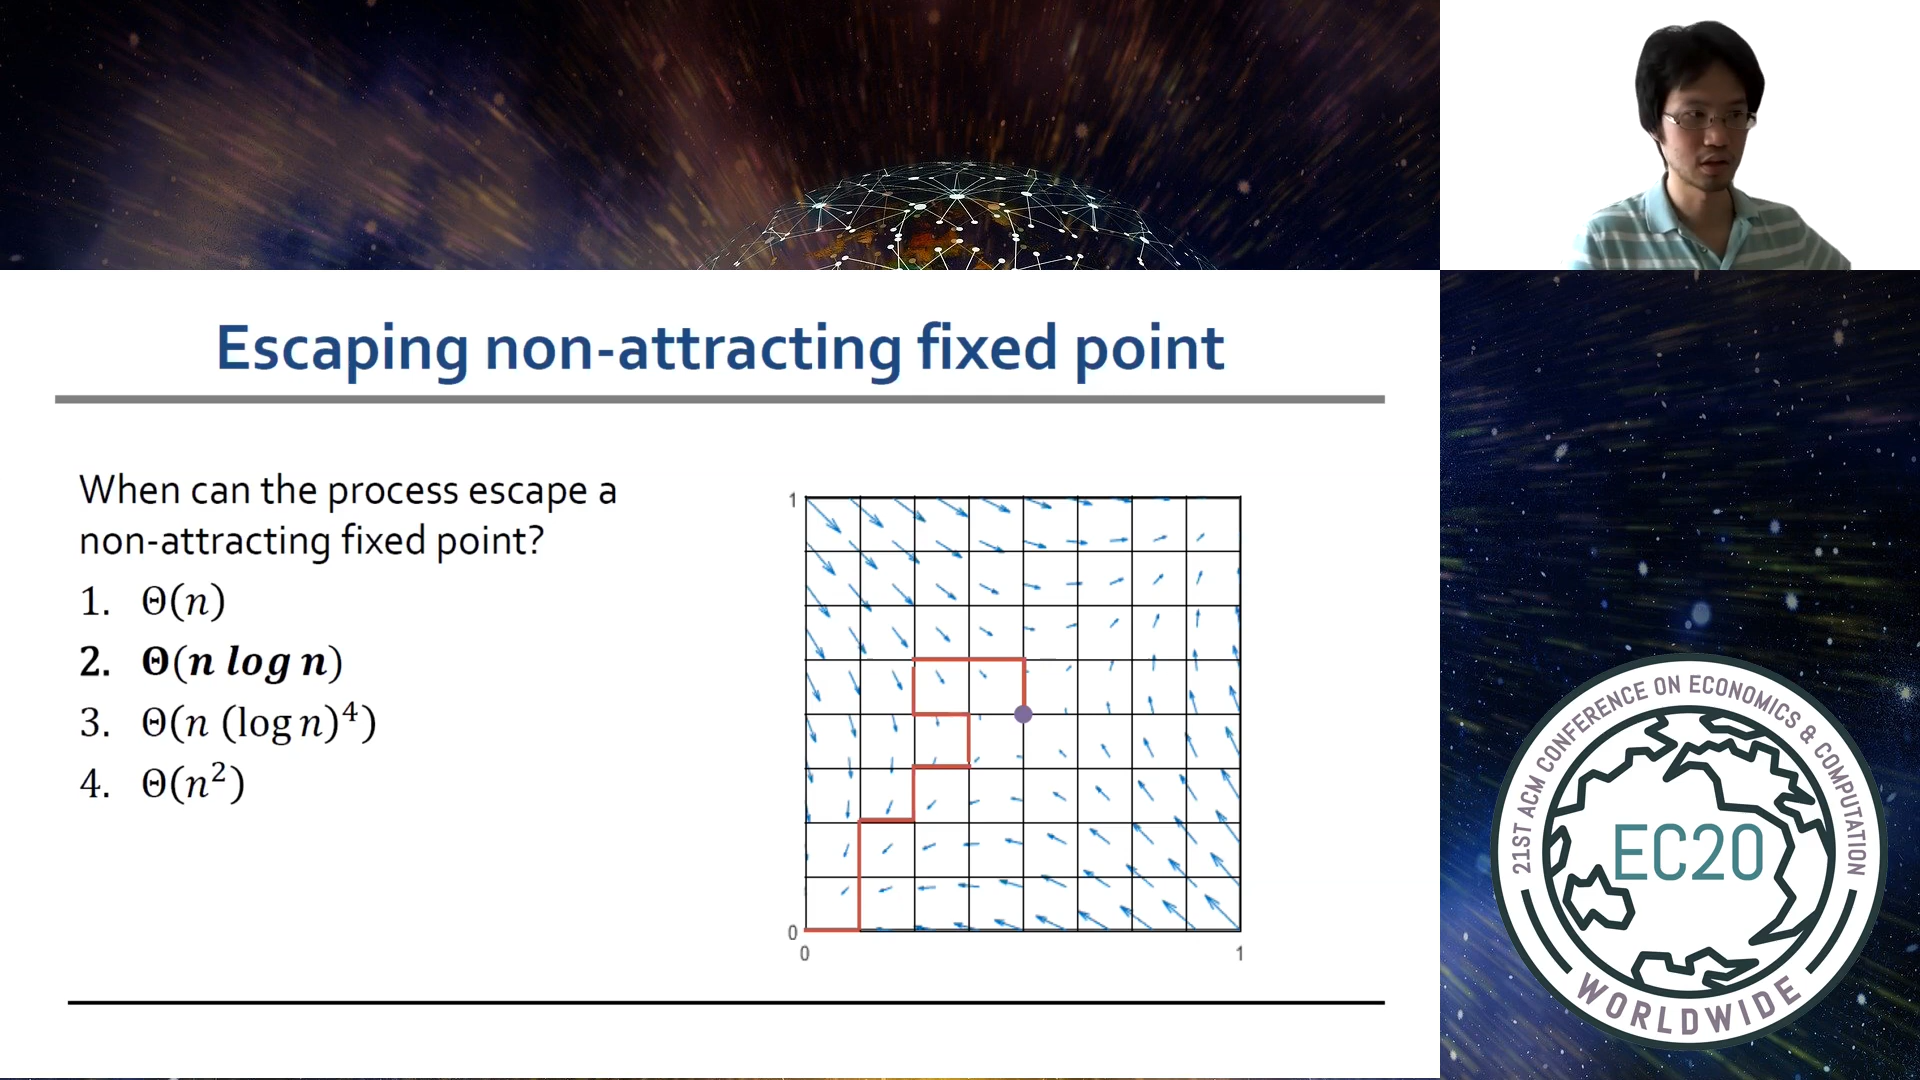 Escaping non-attracting fixed point
When can the process escape a
non-attracting fixed point?
1. Θ(n)
2. Θ(n log n)
3. Θ(n (log n)⁴)
4. Θ(n²)
1
0
0
1
21ST ACM CONFERENCE ON ECONOMICS & COMPUTATION
EC20
WORLDWIDE